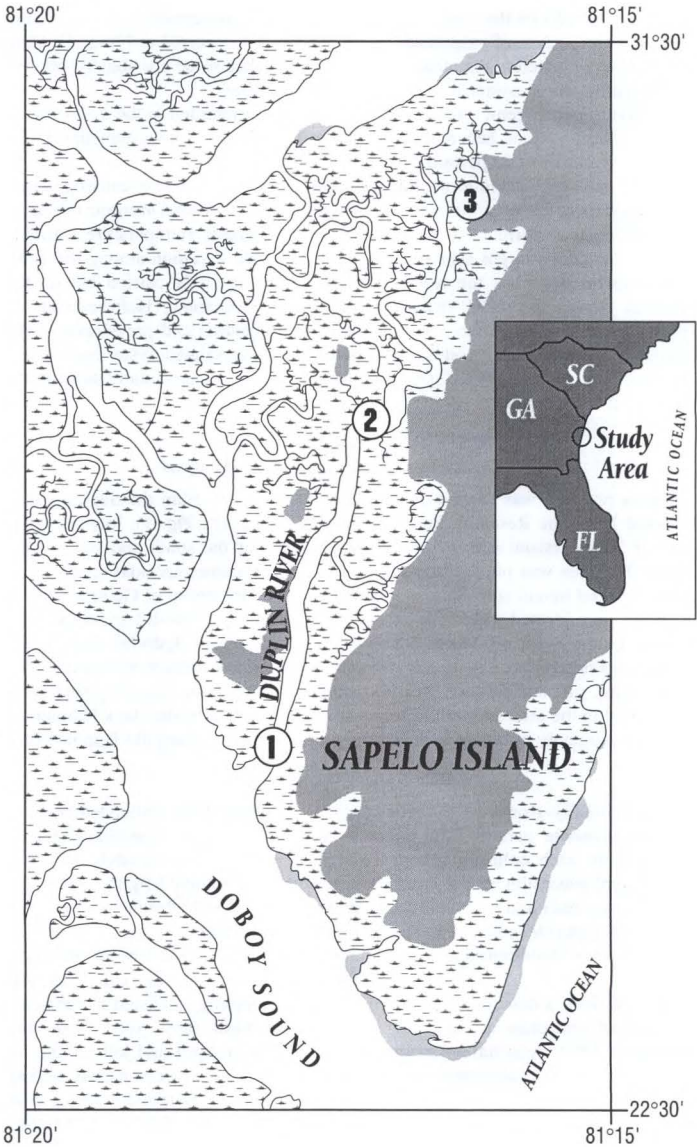 81°20'
81°15'
31°30'
3
SC
GA
2
Study
Area
ATLANTIC OCEAN
FL
DUPLIN RIVER
1
SAPELO ISLAND
DOBOY SOUND
ATLANTIC OCEAN
22°30'
81°20'
81°15'